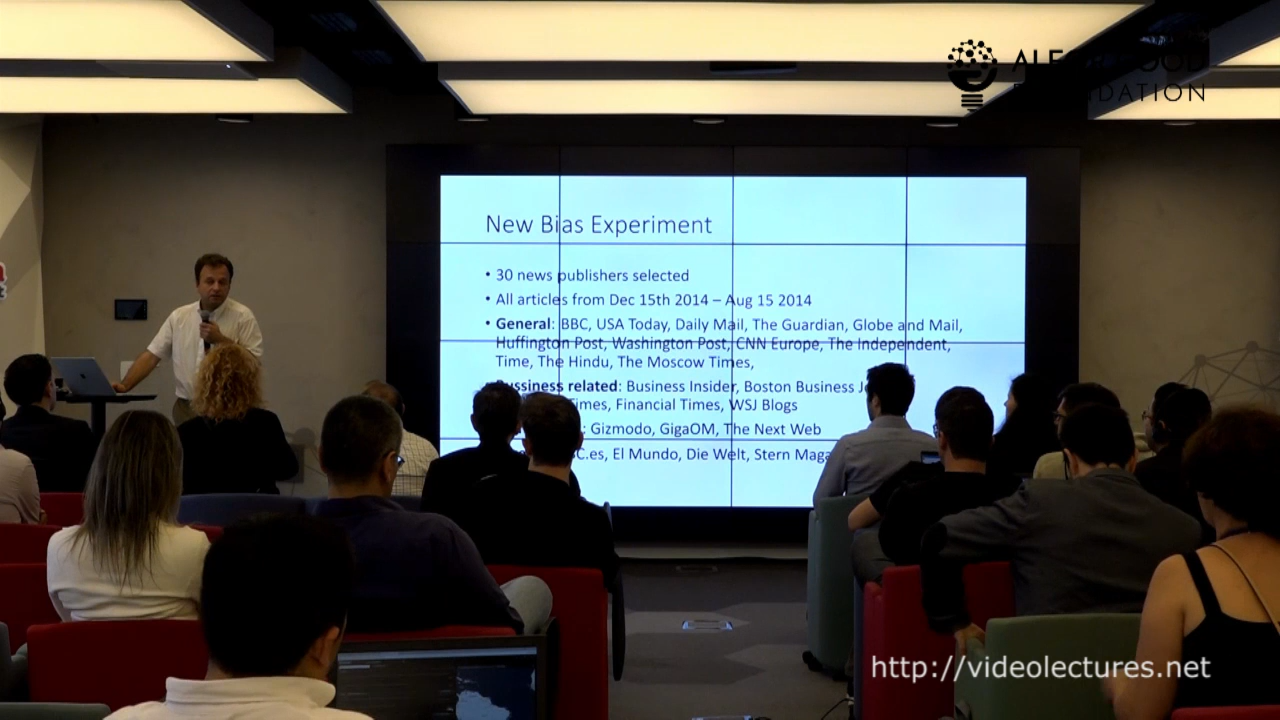 FOUNDATION
New Bias Experiment
• 30 news publishers selected
• All articles from Dec 15th 2014 – Aug 15 2014
• General: BBC, USA Today, Daily Mail, The Guardian, Globe and Mail,
Huffington Post, Washington Post, CNN Europe, The Independent,
Time, The Hindu, The Moscow Times,
Bussiness related: Business Insider, Boston Business
Times, Financial Times, WSJ Blogs
: Gizmodo, GigaOM, The Next Web
El Mundo, Die Welt, Stern
http://videolectures.net